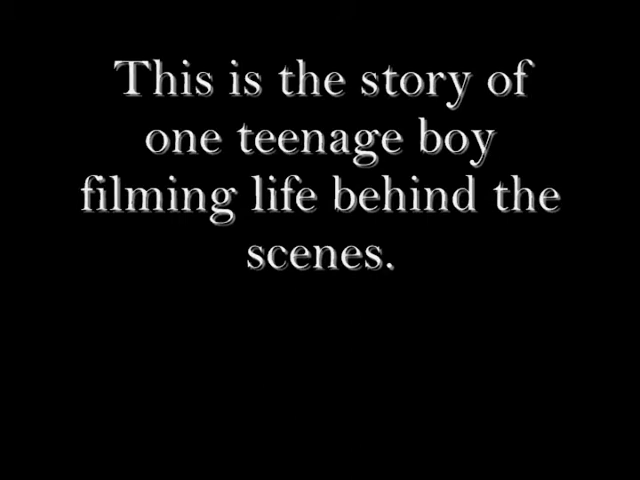 This is the story of
one teenage boy
filming life behind the
scenes.